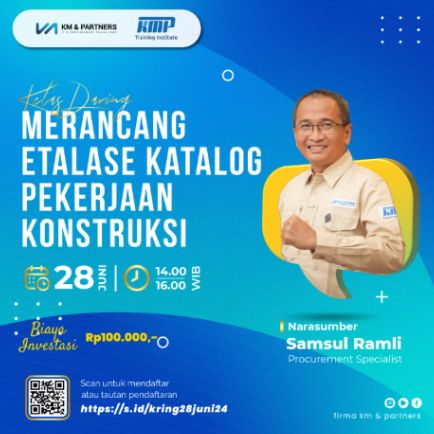 KM & PARTNERS
KMP
Training Institute
Kelas Daring
MERANCANG
ETALASE KATALOG
PEKERJAAN
KONSTRUKSI
28 JUNI
14.00
16.00 WIB
Biaya
Investasi
Rp100.000,-
Narasumber
Samsul Ramli
Procurement Specialist
Scan untuk mendaftar
atau tautan pendaftaran
https://s.id/kring28juni24
firma km & partners